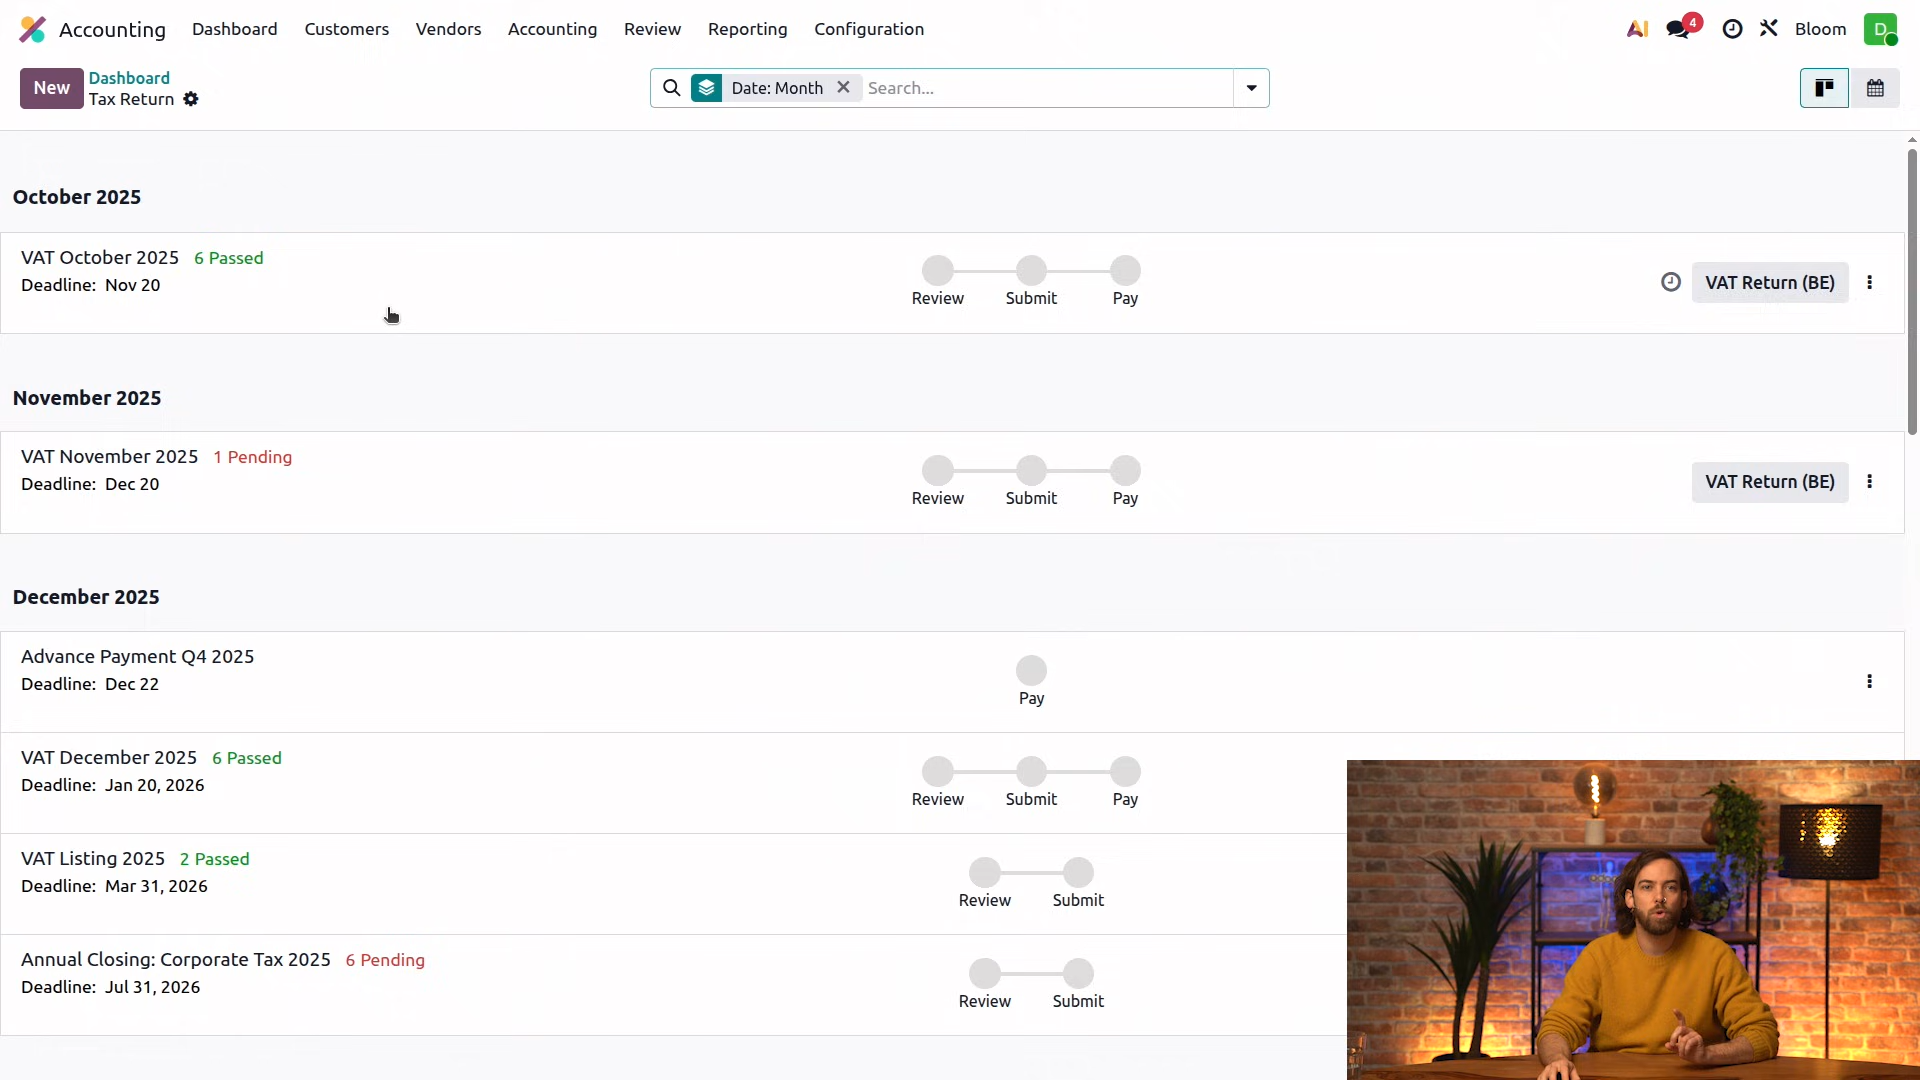 Accounting Dashboard Customers Vendors Accounting Review Reporting Configuration 4 Bloom D
New Dashboard
Tax Return
Date: Month Search...
October 2025
VAT October 2025 6 Passed
Deadline: Nov 20
Review Submit Pay
VAT Return (BE)
November 2025
VAT November 2025 1 Pending
Deadline: Dec 20
Review Submit Pay
VAT Return (BE)
December 2025
Advance Payment Q4 2025
Deadline: Dec 22
Pay
VAT December 2025 6 Passed
Deadline: Jan 20, 2026
Review Submit Pay
VAT Listing 2025 2 Passed
Deadline: Mar 31, 2026
Review Submit
Annual Closing: Corporate Tax 2025 6 Pending
Deadline: Jul 31, 2026
Review Submit
AI